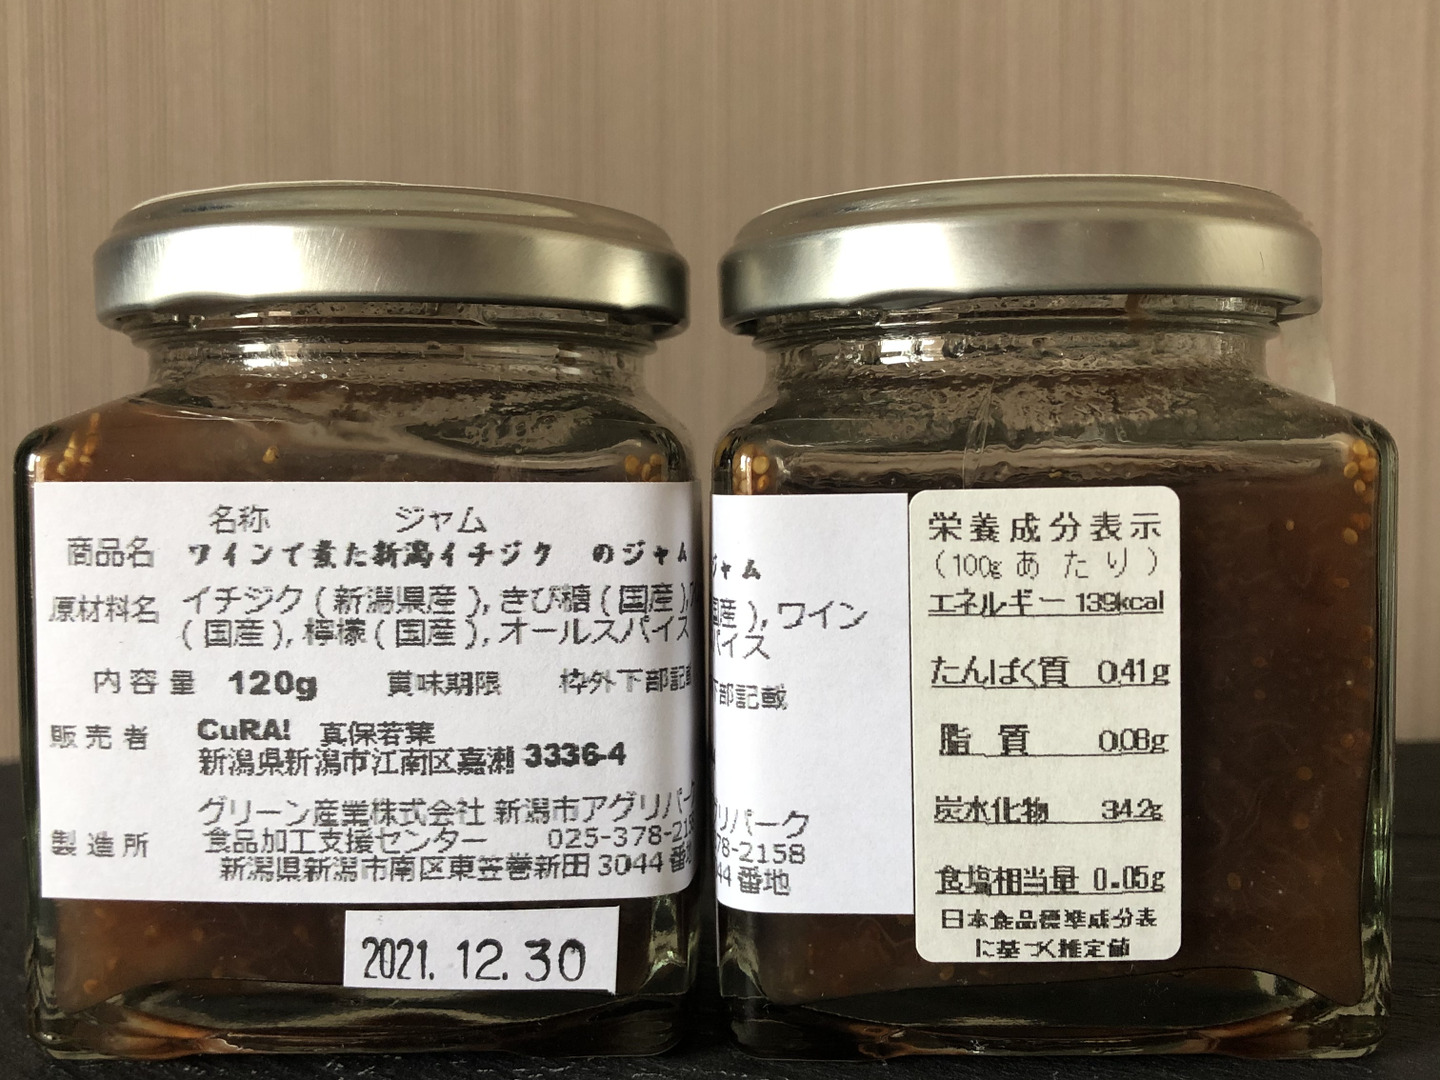 名称 ジャム
商品名 ワインで煮た新潟イチジク のジャム
原材料名 イチジク ( 新潟県産 ), きび糖 ( 国産 ),
( 国産 ), 檸檬 ( 国産 ), オールスパイス
内容量 120g 賞味期限 枠外下部記載
販売者 CuRA! 真保若葉
新潟県新潟市江南区嘉瀬 3336-4
グリーン産業株式会社 新潟市アグリパーク
製造所 食品加工支援センター 025-378-21
新潟県新潟市南区東笠巻新田 3044 番地
2021. 12. 30
ジャム
国産 ), ワイン
パイス
下部記載
グリパーク
78-2158
44 番地
栄養成分表示
(100gあたり)
エネルギー 139kcal
たんぱく質 0.41g
脂質 0.08g
炭水化物 34.2g
食塩相当量 0.05g
日本食品標準成分表
に基づく推定値